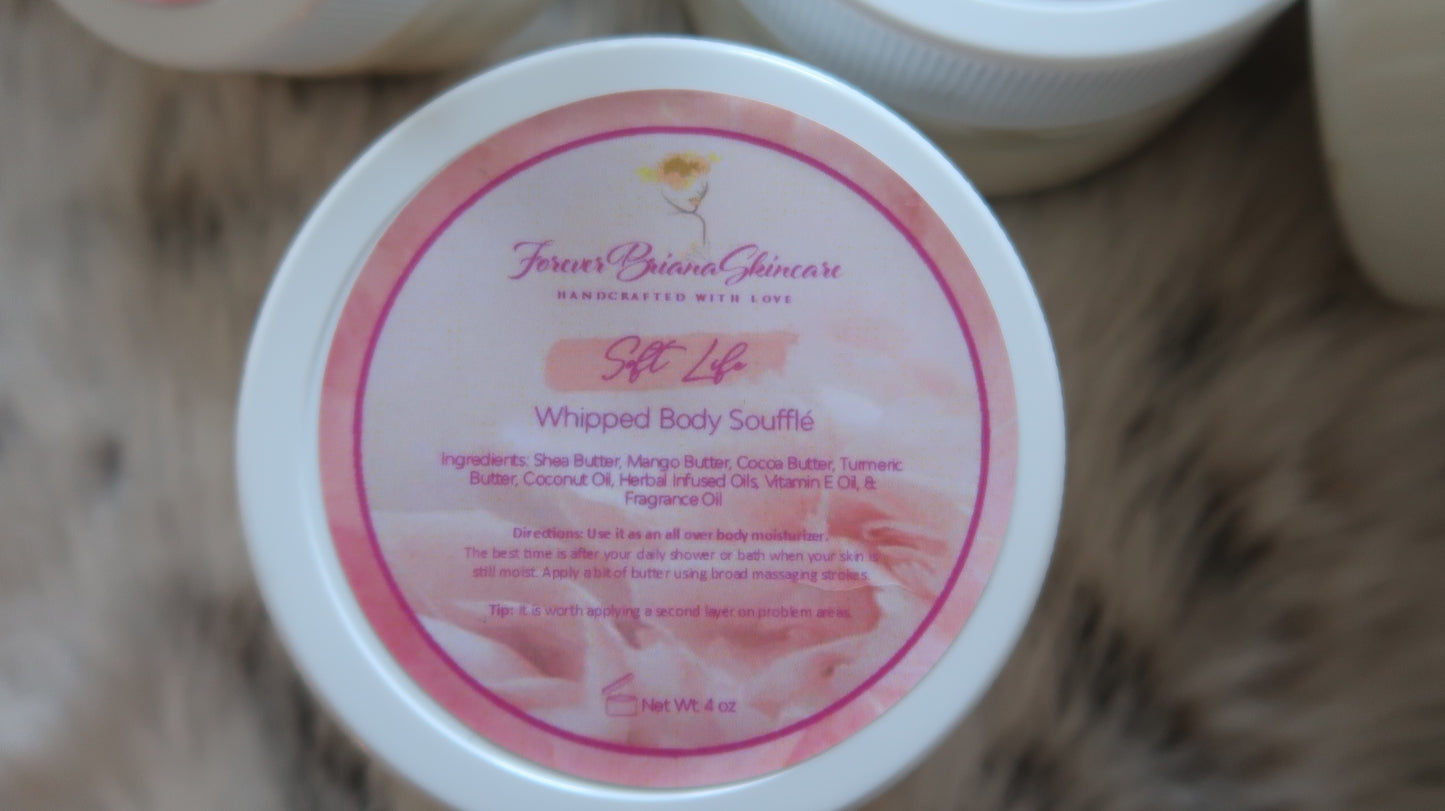 ForeverBrianaSkincare
HANDCRAFTED WITH LOVE
Soft Life
Whipped Body Soufflé
Ingredients: Shea Butter, Mango Butter, Cocoa Butter, Turmeric
Butter, Coconut Oil, Herbal Infused Oils, Vitamin E Oil, &
Fragrance Oil
Directions: Use it as an all over body moisturizer.
The best time is after your daily shower or bath when your skin is
still moist. Apply a bit of butter using broad massaging strokes.
Tip: It is worth applying a second layer on problem areas.
Net Wt. 4 oz